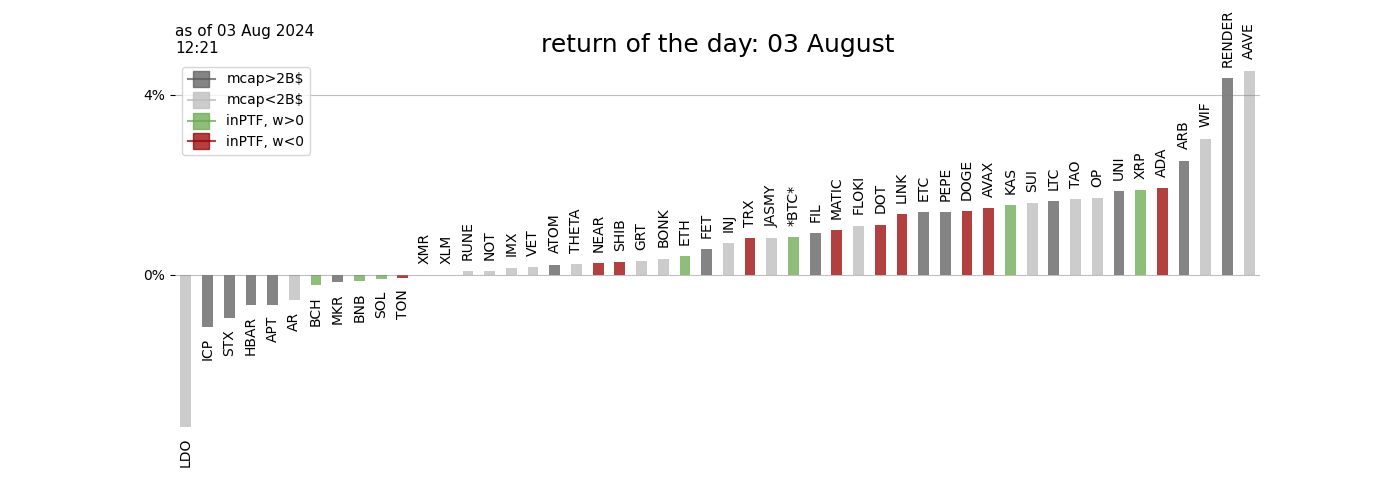 as of 03 Aug 2024
12:21
return of the day: 03 August
mcap>2B$
mcap<2B$
inPTF, w>0
inPTF, w<0
4%
0%
LDO
ICP
STX
HBAR
APT
AR
BCH
MKR
BNB
SOL
TON
XMR
XLM
RUNE
NOT
IMX
VET
ATOM
THETA
NEAR
SHIB
GRT
BONK
ETH
FET
INJ
TRX
JASMY
*BTC*
FIL
MATIC
FLOKI
DOT
LINK
ETC
PEPE
DOGE
AVAX
KAS
SUI
LTC
TAO
OP
UNI
XRP
ADA
ARB
WIF
RENDER
AAVE